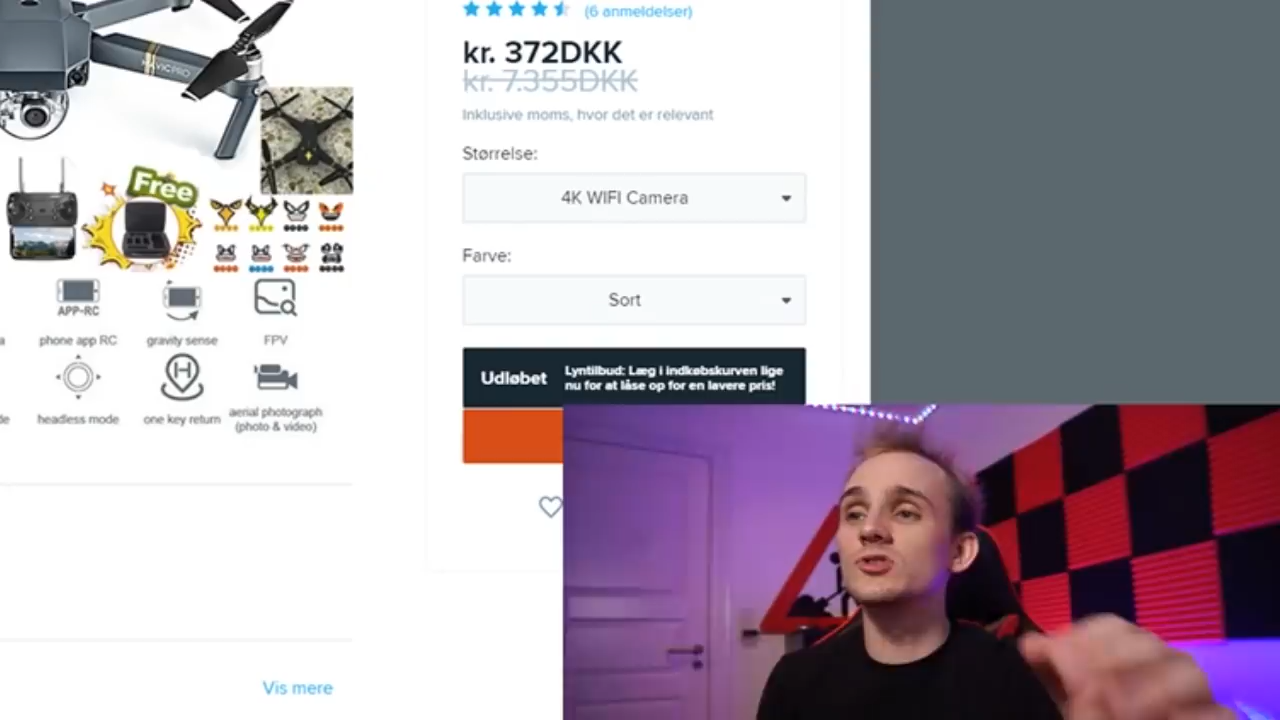 (6 anmeldelser)
kr. 372DKK
kr. 7.355DKK
Inklusive moms, hvor det er relevant
Størrelse:
4K WIFI Camera
Farve:
Sort
Udløbet
Lyntilbud: Læg i indkøbskurven lige
nu for at låse op for en lavere pris!
MAVIC PRO
Free
APP-RC
phone app RC
gravity sense
FPV
headless mode
one key return
aerial photograph
(photo & video)
Vis mere